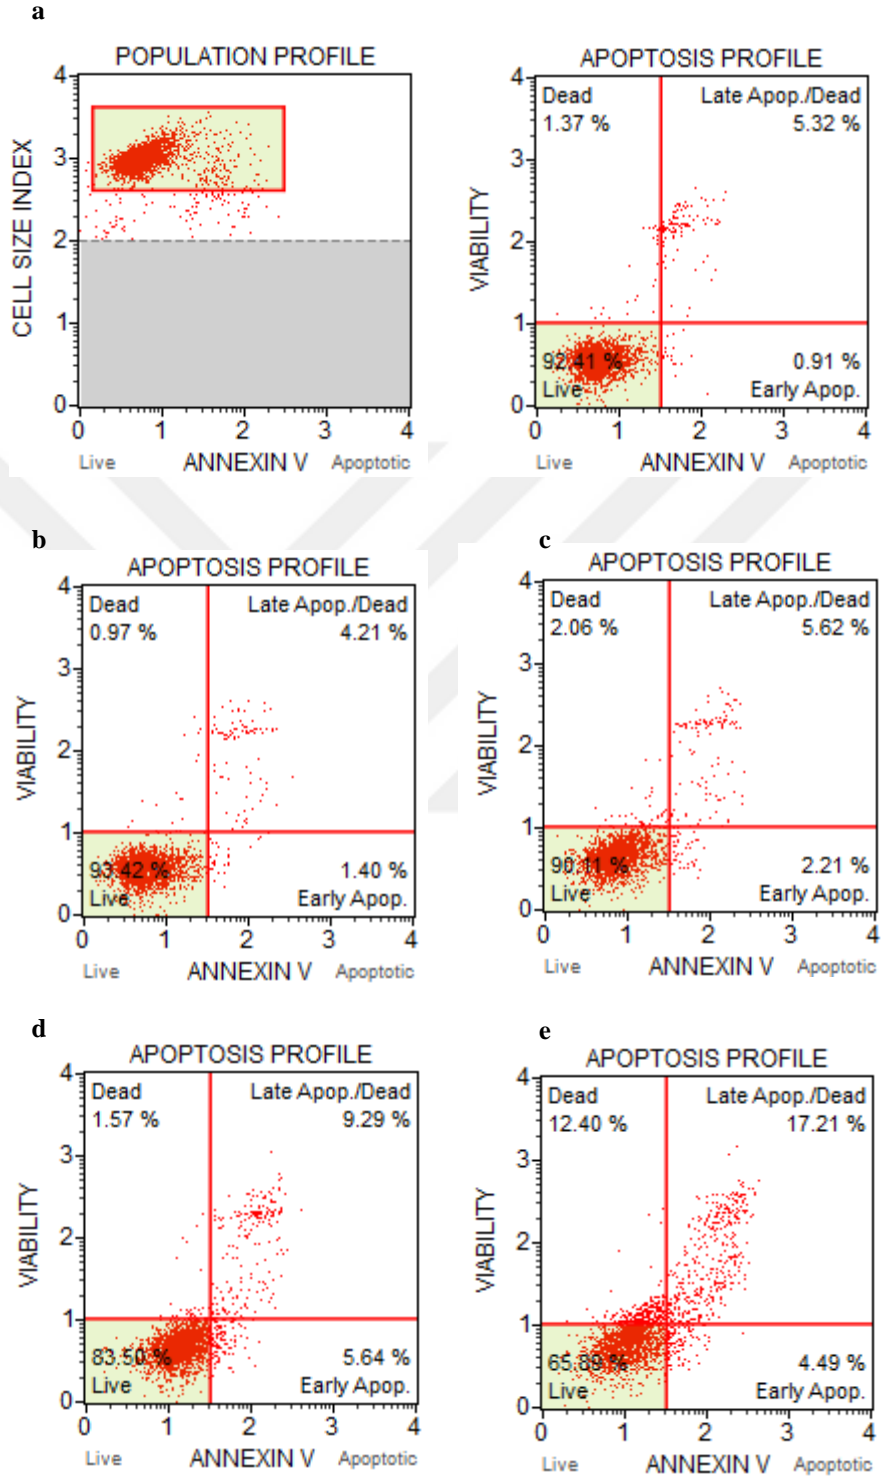 a
POPULATION PROFILE
CELL SIZE INDEX
4
3
2
1
0
0 1 2 3 4
Live ANNEXIN V Apoptotic
APOPTOSIS PROFILE
VIABILITY
4
3
2
1
0
Dead Late Apop./Dead
1.37 % 5.32 %
92.41 % 0.91 %
Live Early Apop.
0 1 2 3 4
Live ANNEXIN V Apoptotic
b
APOPTOSIS PROFILE
VIABILITY
4
3
2
1
0
Dead Late Apop./Dead
0.97 % 4.21 %
93.42 % 1.40 %
Live Early Apop.
0 1 2 3 4
Live ANNEXIN V Apoptotic
c
APOPTOSIS PROFILE
VIABILITY
4
3
2
1
0
Dead Late Apop./Dead
2.06 % 5.62 %
90.11 % 2.21 %
Live Early Apop.
0 1 2 3 4
Live ANNEXIN V Apoptotic
d
APOPTOSIS PROFILE
VIABILITY
4
3
2
1
0
Dead Late Apop./Dead
1.57 % 9.29 %
83.50 % 5.64 %
Live Early Apop.
0 1 2 3 4
Live ANNEXIN V Apoptotic
e
APOPTOSIS PROFILE
VIABILITY
4
3
2
1
0
Dead Late Apop./Dead
12.40 % 17.21 %
65.89 % 4.49 %
Live Early Apop.
0 1 2 3 4
Live ANNEXIN V Apoptotic